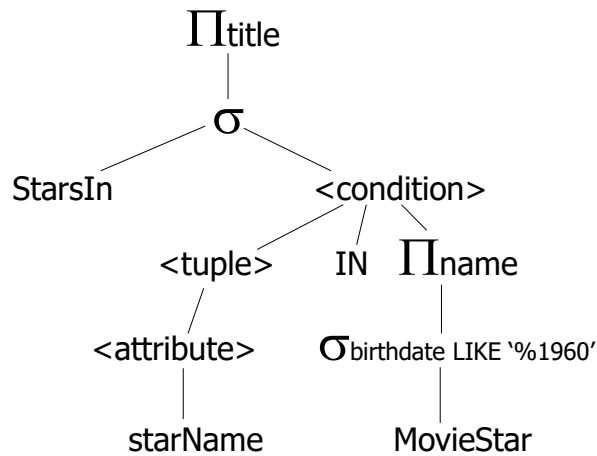 Πtitle
σ
StarsIn <condition>
<tuple> IN Πname
<attribute> σbirthdate LIKE ‘%1960’
starName MovieStar